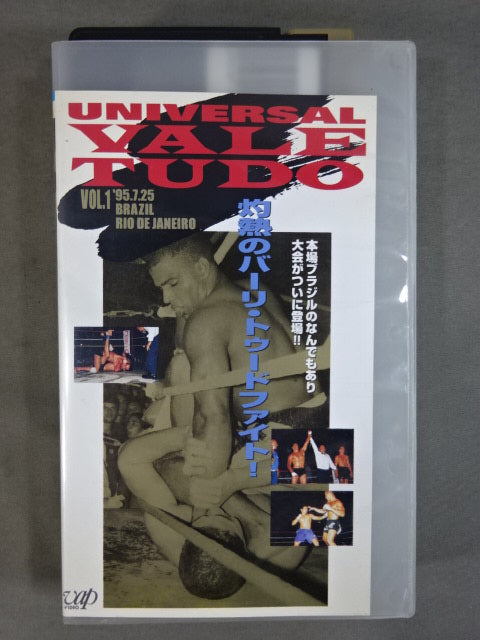 UNIVERSAL
VALE
TUDO
VOL.1 '95.7.25
BRAZIL
RIO DE JANEIRO
灼熱のバーリ・トゥードファイト!
本場ブラジルのなんでもあり
大会がついに登場!!
vap
VIDEO